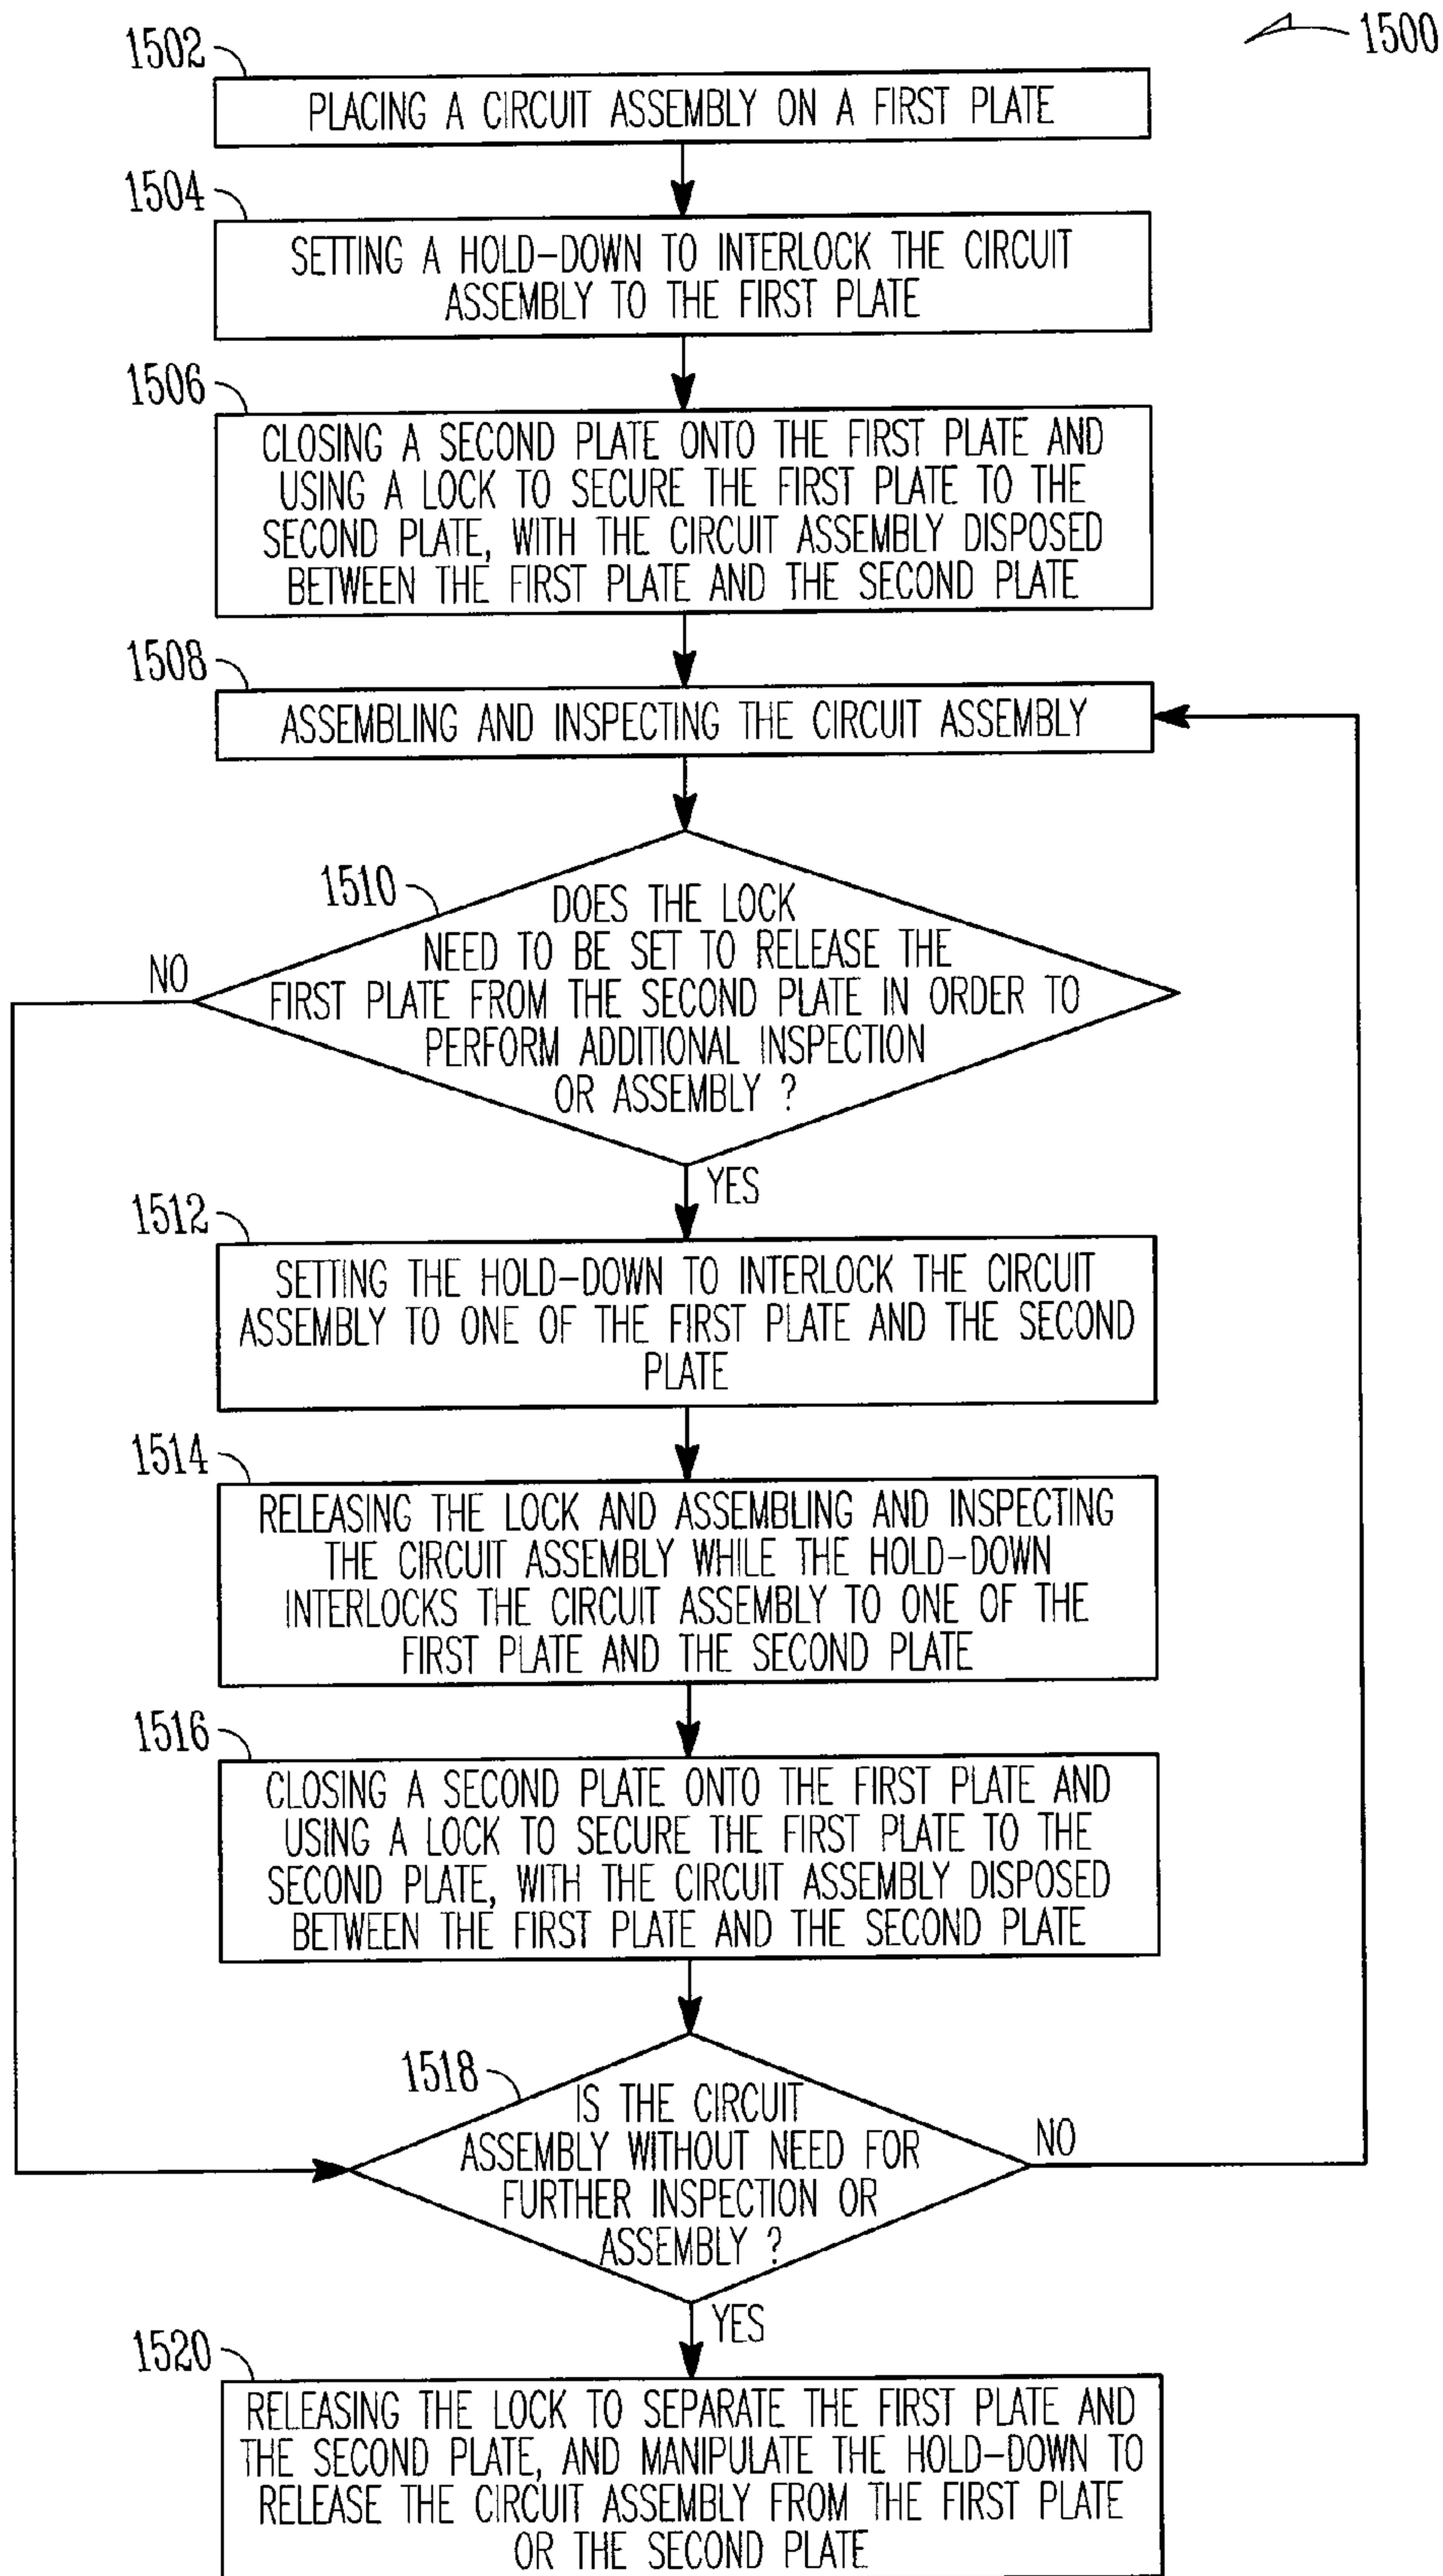 1500
1502
PLACING A CIRCUIT ASSEMBLY ON A FIRST PLATE
1504
SETTING A HOLD-DOWN TO INTERLOCK THE CIRCUIT
ASSEMBLY TO THE FIRST PLATE
1506
CLOSING A SECOND PLATE ONTO THE FIRST PLATE AND
USING A LOCK TO SECURE THE FIRST PLATE TO THE
SECOND PLATE, WITH THE CIRCUIT ASSEMBLY DISPOSED
BETWEEN THE FIRST PLATE AND THE SECOND PLATE
1508
ASSEMBLING AND INSPECTING THE CIRCUIT ASSEMBLY
1510
DOES THE LOCK
NEED TO BE SET TO RELEASE THE
FIRST PLATE FROM THE SECOND PLATE IN ORDER TO
PERFORM ADDITIONAL INSPECTION
OR ASSEMBLY ?
NO
YES
1512
SETTING THE HOLD-DOWN TO INTERLOCK THE CIRCUIT
ASSEMBLY TO ONE OF THE FIRST PLATE AND THE SECOND
PLATE
1514
RELEASING THE LOCK AND ASSEMBLING AND INSPECTING
THE CIRCUIT ASSEMBLY WHILE THE HOLD-DOWN
INTERLOCKS THE CIRCUIT ASSEMBLY TO ONE OF THE
FIRST PLATE AND THE SECOND PLATE
1516
CLOSING A SECOND PLATE ONTO THE FIRST PLATE AND
USING A LOCK TO SECURE THE FIRST PLATE TO THE
SECOND PLATE, WITH THE CIRCUIT ASSEMBLY DISPOSED
BETWEEN THE FIRST PLATE AND THE SECOND PLATE
1518
IS THE CIRCUIT
ASSEMBLY WITHOUT NEED FOR
FURTHER INSPECTION OR
ASSEMBLY ?
NO
YES
1520
RELEASING THE LOCK TO SEPARATE THE FIRST PLATE AND
THE SECOND PLATE, AND MANIPULATE THE HOLD-DOWN TO
RELEASE THE CIRCUIT ASSEMBLY FROM THE FIRST PLATE
OR THE SECOND PLATE